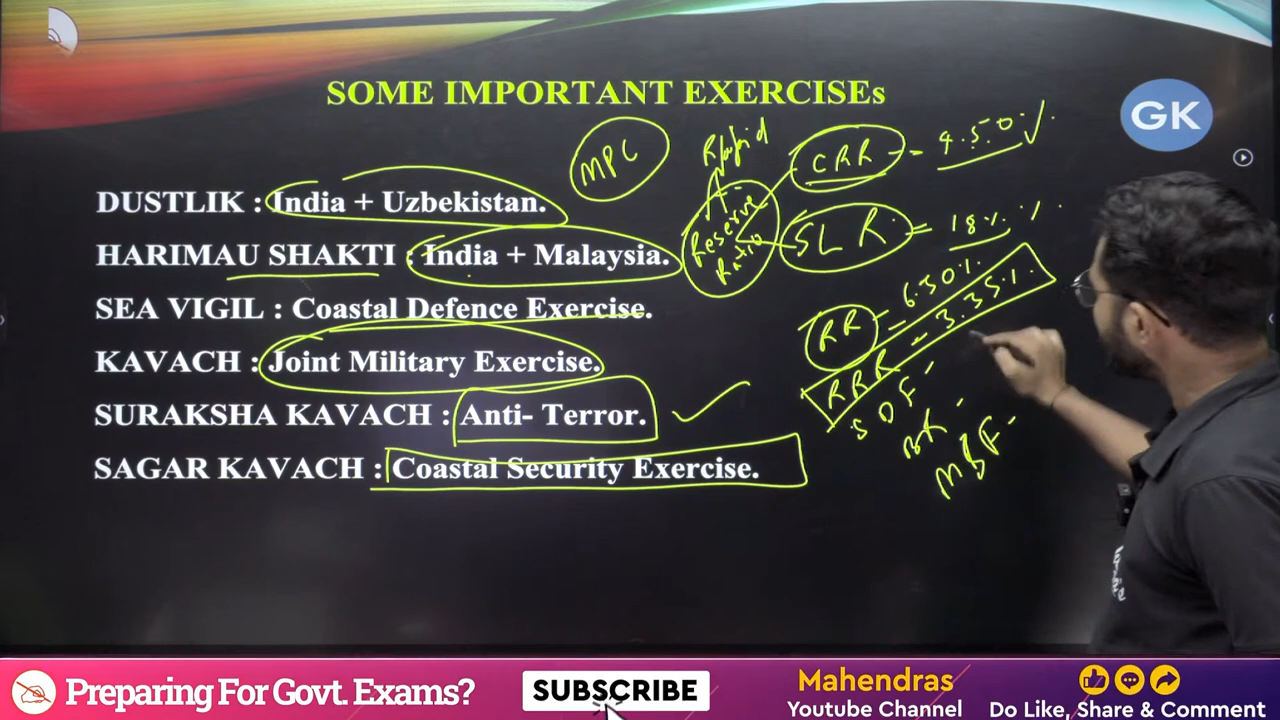 SOME IMPORTANT EXERCISEs
GK
DUSTLIK : India + Uzbekistan.
HARIMAU SHAKTI : India + Malaysia.
SEA VIGIL : Coastal Defence Exercise.
KAVACH : Joint Military Exercise.
SURAKSHA KAVACH : Anti- Terror.
SAGAR KAVACH : Coastal Security Exercise.
MPC
Reserve
Ratio
CRR = 4.50%
SLR = 18%
RR - 6.50%
RRR - 3.35%
SDF -
BR -
MSF -
Preparing For Govt. Exams?
SUBSCRIBE
Mahendras
Youtube Channel
Do Like, Share & Comment